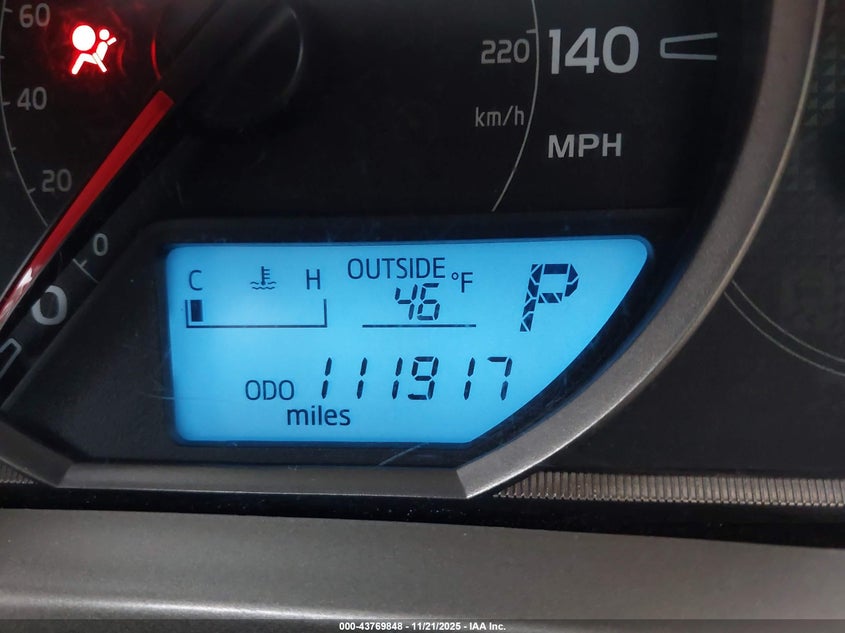 60
40
20
0
0
220
140
km/h
MPH
OUTSIDE
C H 46 °F P
ODO 111917
miles
000-43769848 - 11/21/2025 - IAA Inc.